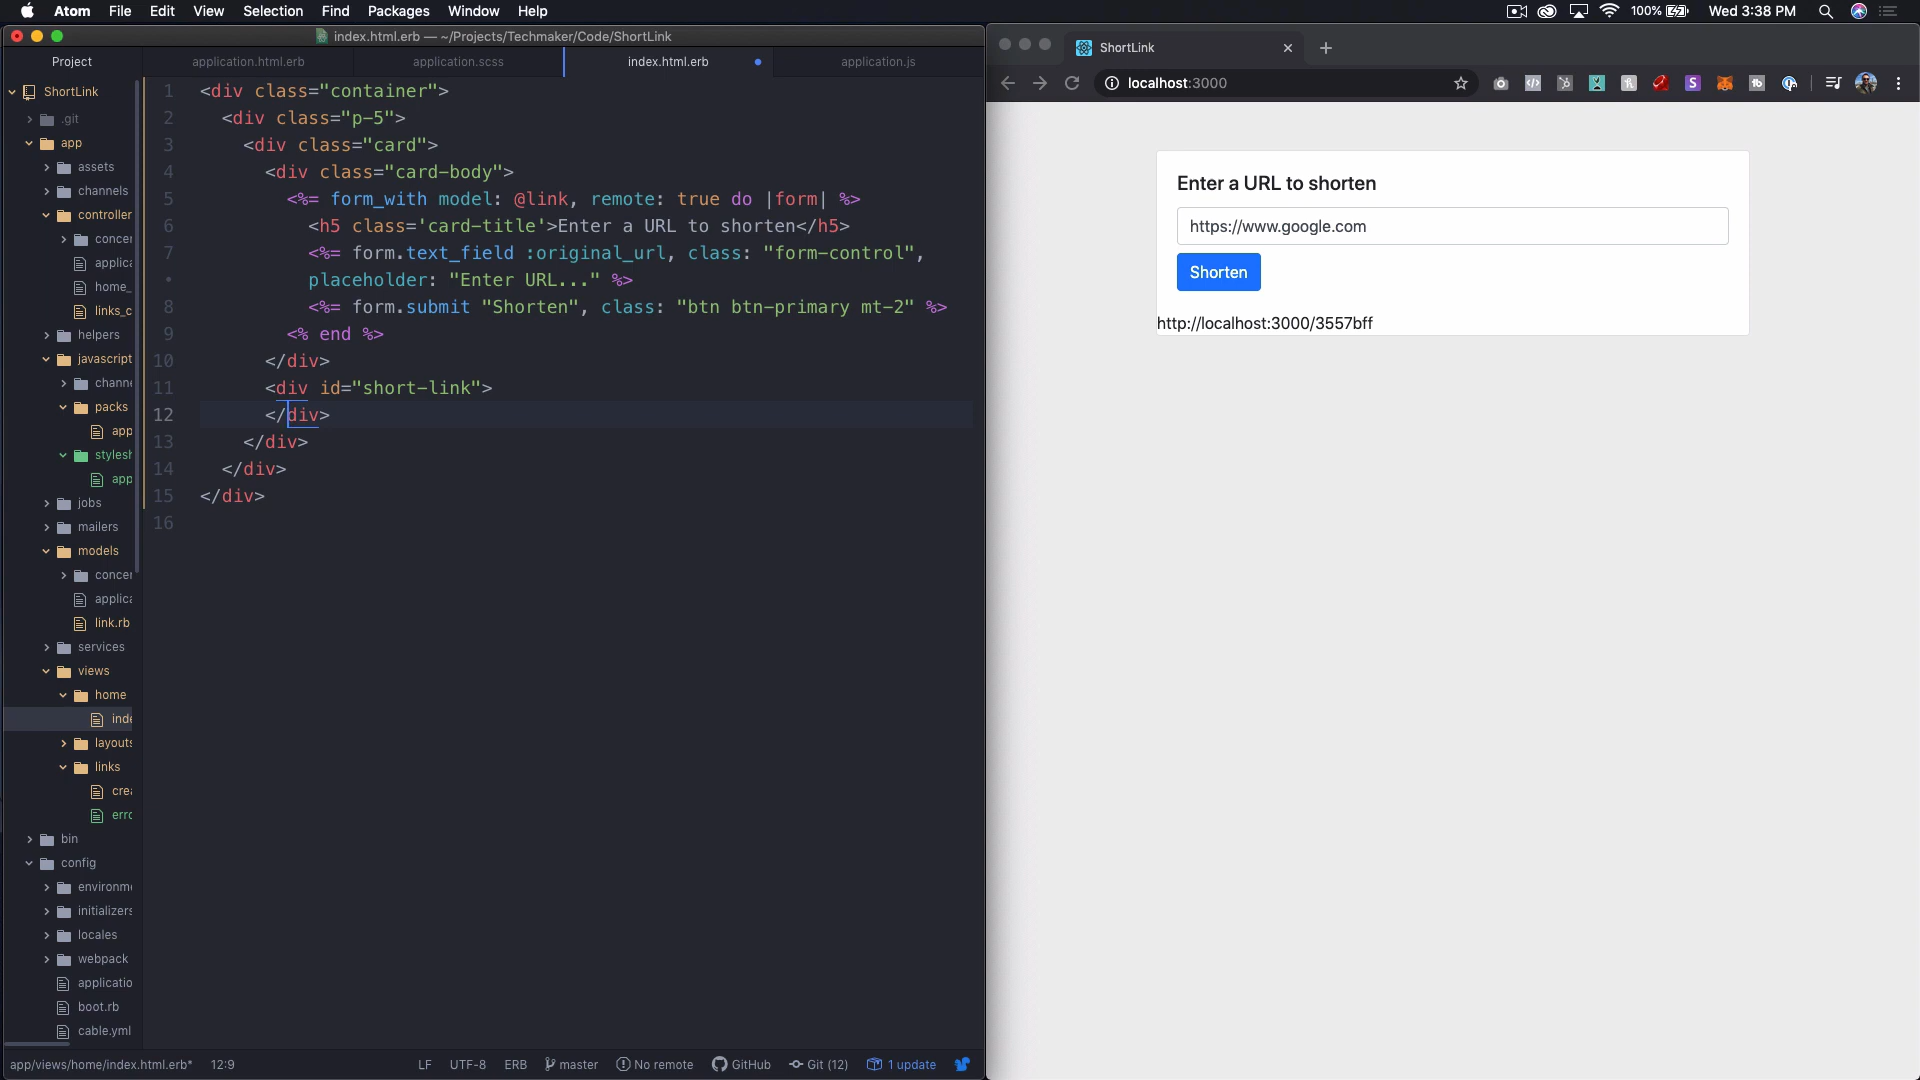 Atom File Edit View Selection Find Packages Window Help
100% Wed 3:38 PM
index.html.erb — ~/Projects/Techmaker/Code/ShortLink
Project
application.html.erb application.scss index.html.erb application.js
ShortLink
.git
app
assets
channels
controller
concer
applica
home_
links_c
helpers
javascript
channe
packs
app
stylesh
app
jobs
mailers
models
concer
applica
link.rb
services
views
home
inde
layouts
links
crea
erro
bin
config
environme
initializers
locales
webpack
applicatio
boot.rb
cable.yml
1 <div class="container">
2 <div class="p-5">
3 <div class="card">
4 <div class="card-body">
5 <%= form_with model: @link, remote: true do |form| %>
6 <h5 class='card-title'>Enter a URL to shorten</h5>
7 <%= form.text_field :original_url, class: "form-control",
• placeholder: "Enter URL..." %>
8 <%= form.submit "Shorten", class: "btn btn-primary mt-2" %>
9 <% end %>
10 </div>
11 <div id="short-link">
12 </div>
13 </div>
14 </div>
15 </div>
16
app/views/home/index.html.erb* 12:9 LF UTF-8 ERB master No remote GitHub Git (12) 1 update
ShortLink
localhost:3000
Enter a URL to shorten
https://www.google.com
Shorten
http://localhost:3000/3557bff